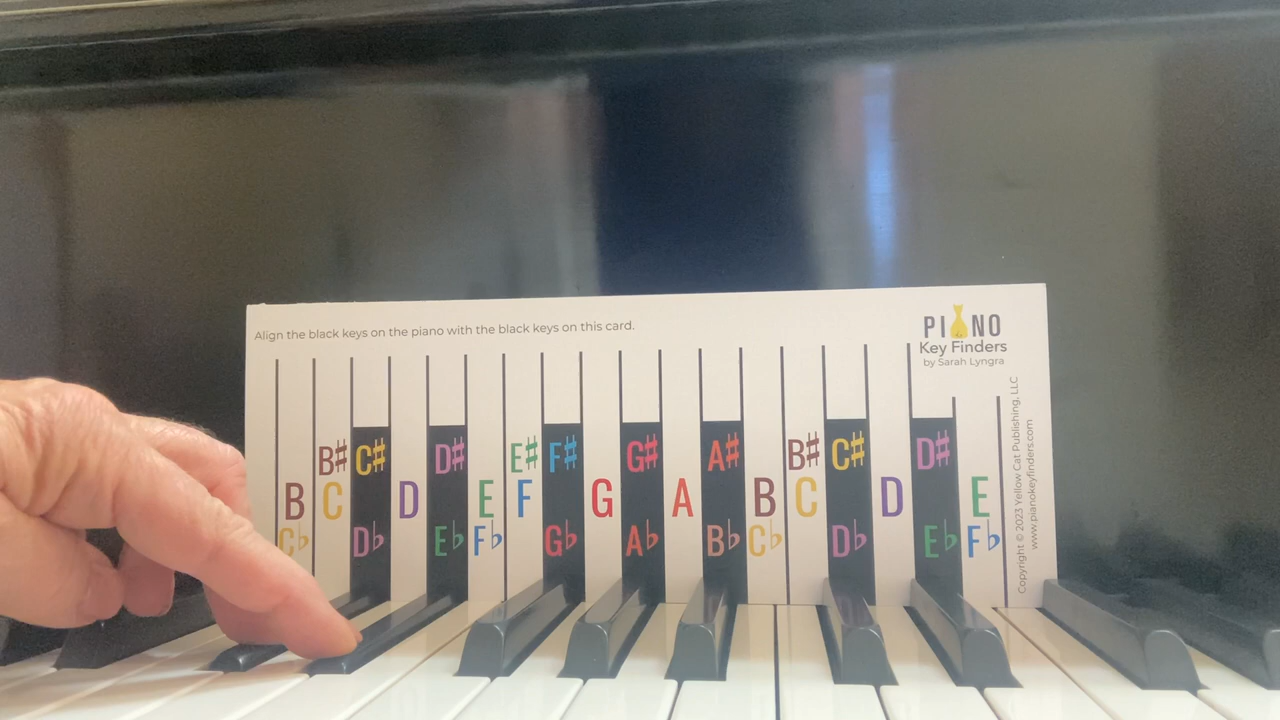 Align the black keys on the piano with the black keys on this card.
PIANO
Key Finders
by Sarah Lyngra
B♯ C♯ D♯ E♯ F♯ G♯ A♯ B♯ C♯ D♯
B C D E F G A B C D E
C♭ D♭ E♭ F♭ G♭ A♭ B♭ C♭ D♭ E♭ F♭
Copyright © 2023 Yellow Cat Publishing, LLC
www.pianokeyfinders.com